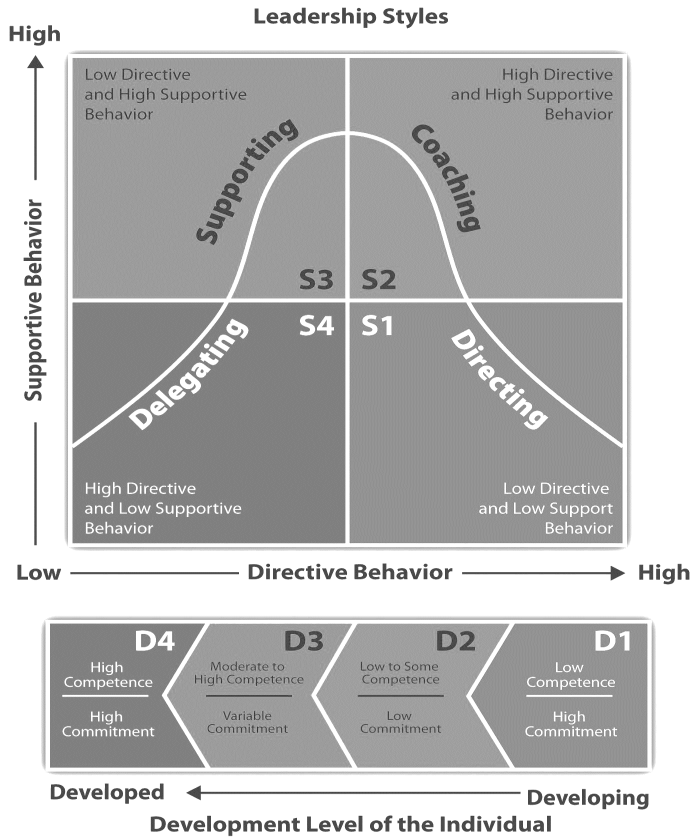 Leadership Styles
High
Low Directive
and High Supportive
Behavior
High Directive
and High Supportive
Behavior
Supporting
Coaching
S3
S2
Supportive Behavior
S4
S1
Delegating
Directing
High Directive
and Low Supportive
Behavior
Low Directive
and Low Support
Behavior
Low
Directive Behavior
High
D4
High
Competence
High
Commitment
D3
Moderate to
High Competence
Variable
Commitment
D2
Low to Some
Competence
Low
Commitment
D1
Low
Competence
High
Commitment
Developed
Developing
Development Level of the Individual